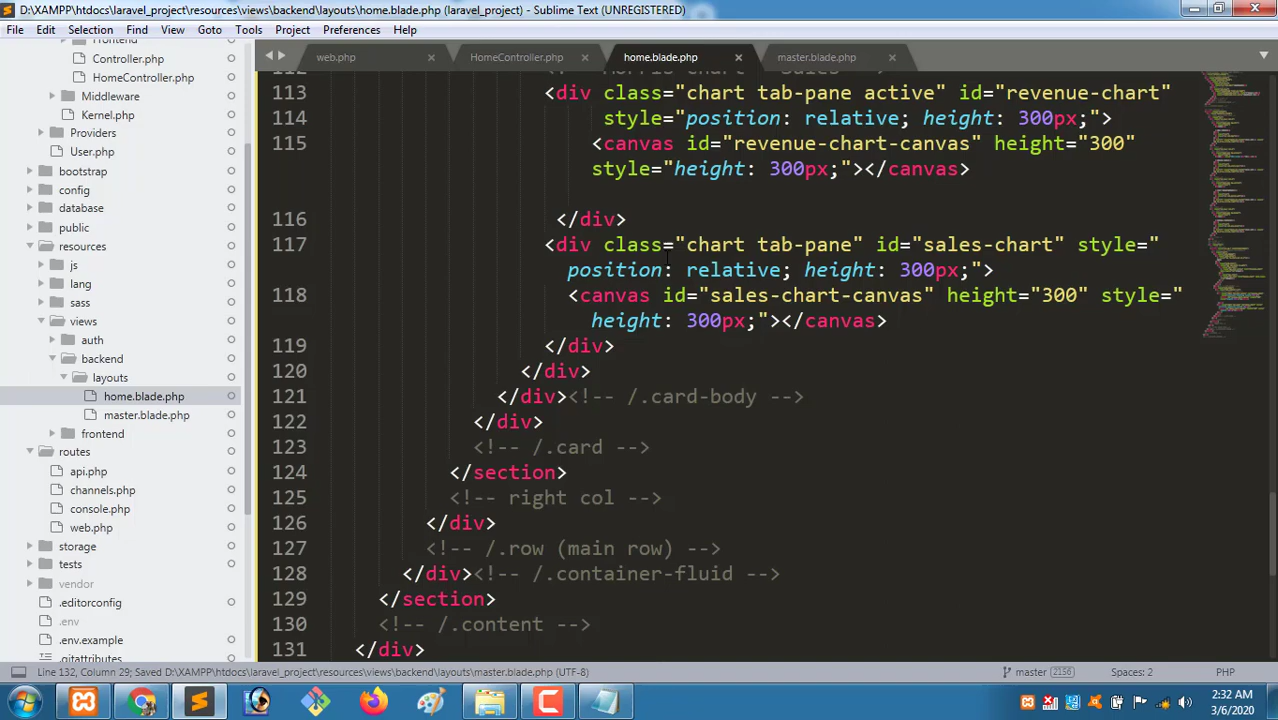 D:\XAMPP\htdocs\laravel_project\resources\views\backend\layouts\home.blade.php (laravel_project) - Sublime Text (UNREGISTERED)
File Edit Selection Find View Goto Tools Project Preferences Help
web.php HomeController.php home.blade.php master.blade.php
Controller.php
HomeController.php
Middleware
Kernel.php
Providers
User.php
bootstrap
config
database
public
resources
js
lang
sass
views
auth
backend
layouts
home.blade.php
master.blade.php
frontend
routes
api.php
channels.php
console.php
web.php
storage
tests
vendor
.editorconfig
.env
.env.example
.gitattributes
113 <div class="chart tab-pane active" id="revenue-chart"
114 style="position: relative; height: 300px;">
115 <canvas id="revenue-chart-canvas" height="300"
style="height: 300px;"></canvas>
116 </div>
117 <div class="chart tab-pane" id="sales-chart" style="
position: relative; height: 300px;">
118 <canvas id="sales-chart-canvas" height="300" style="
height: 300px;"></canvas>
119 </div>
120 </div>
121 </div><!-- /.card-body -->
122 </div>
123 <!-- /.card -->
124 </section>
125 <!-- right col -->
126 </div>
127 <!-- /.row (main row) -->
128 </div><!-- /.container-fluid -->
129 </section>
130 <!-- /.content -->
131 </div>
Line 132, Column 29; Saved D:\XAMPP\htdocs\laravel_project\resources\views\backend\layouts\master.blade.php (UTF-8) master 2156 Spaces: 2 PHP
2:32 AM
3/6/2020